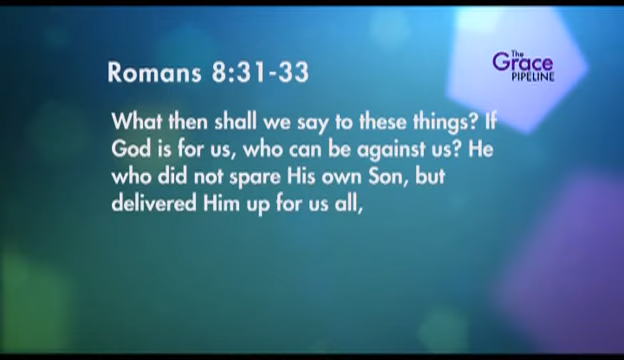 Romans 8:31-33
The
Grace
PIPELINE
What then shall we say to these things? If
God is for us, who can be against us? He
who did not spare His own Son, but
delivered Him up for us all,